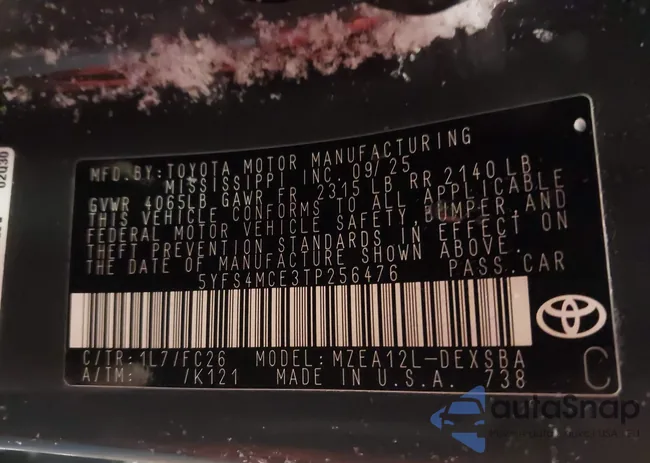 02030
MFD.BY:TOYOTA MOTOR MANUFACTURING
MISSISSIPPI INC. 09/25
GVWR 4065LB GAWR FR 2315 LB RR 2140 LB
THIS VEHICLE CONFORMS TO ALL APPLICABLE
FEDERAL MOTOR VEHICLE SAFETY, BUMPER, AND
THEFT PREVENTION STANDARDS IN EFFECT ON
THE DATE OF MANUFACTURE SHOWN ABOVE.
5YFS4MCE3TP256476 PASS.CAR
C/TR:1L7/FC26 MODEL:MZEA12L-DEXSBA
A/TM: /K121 MADE IN U.S.A. 738
C
autoSnap